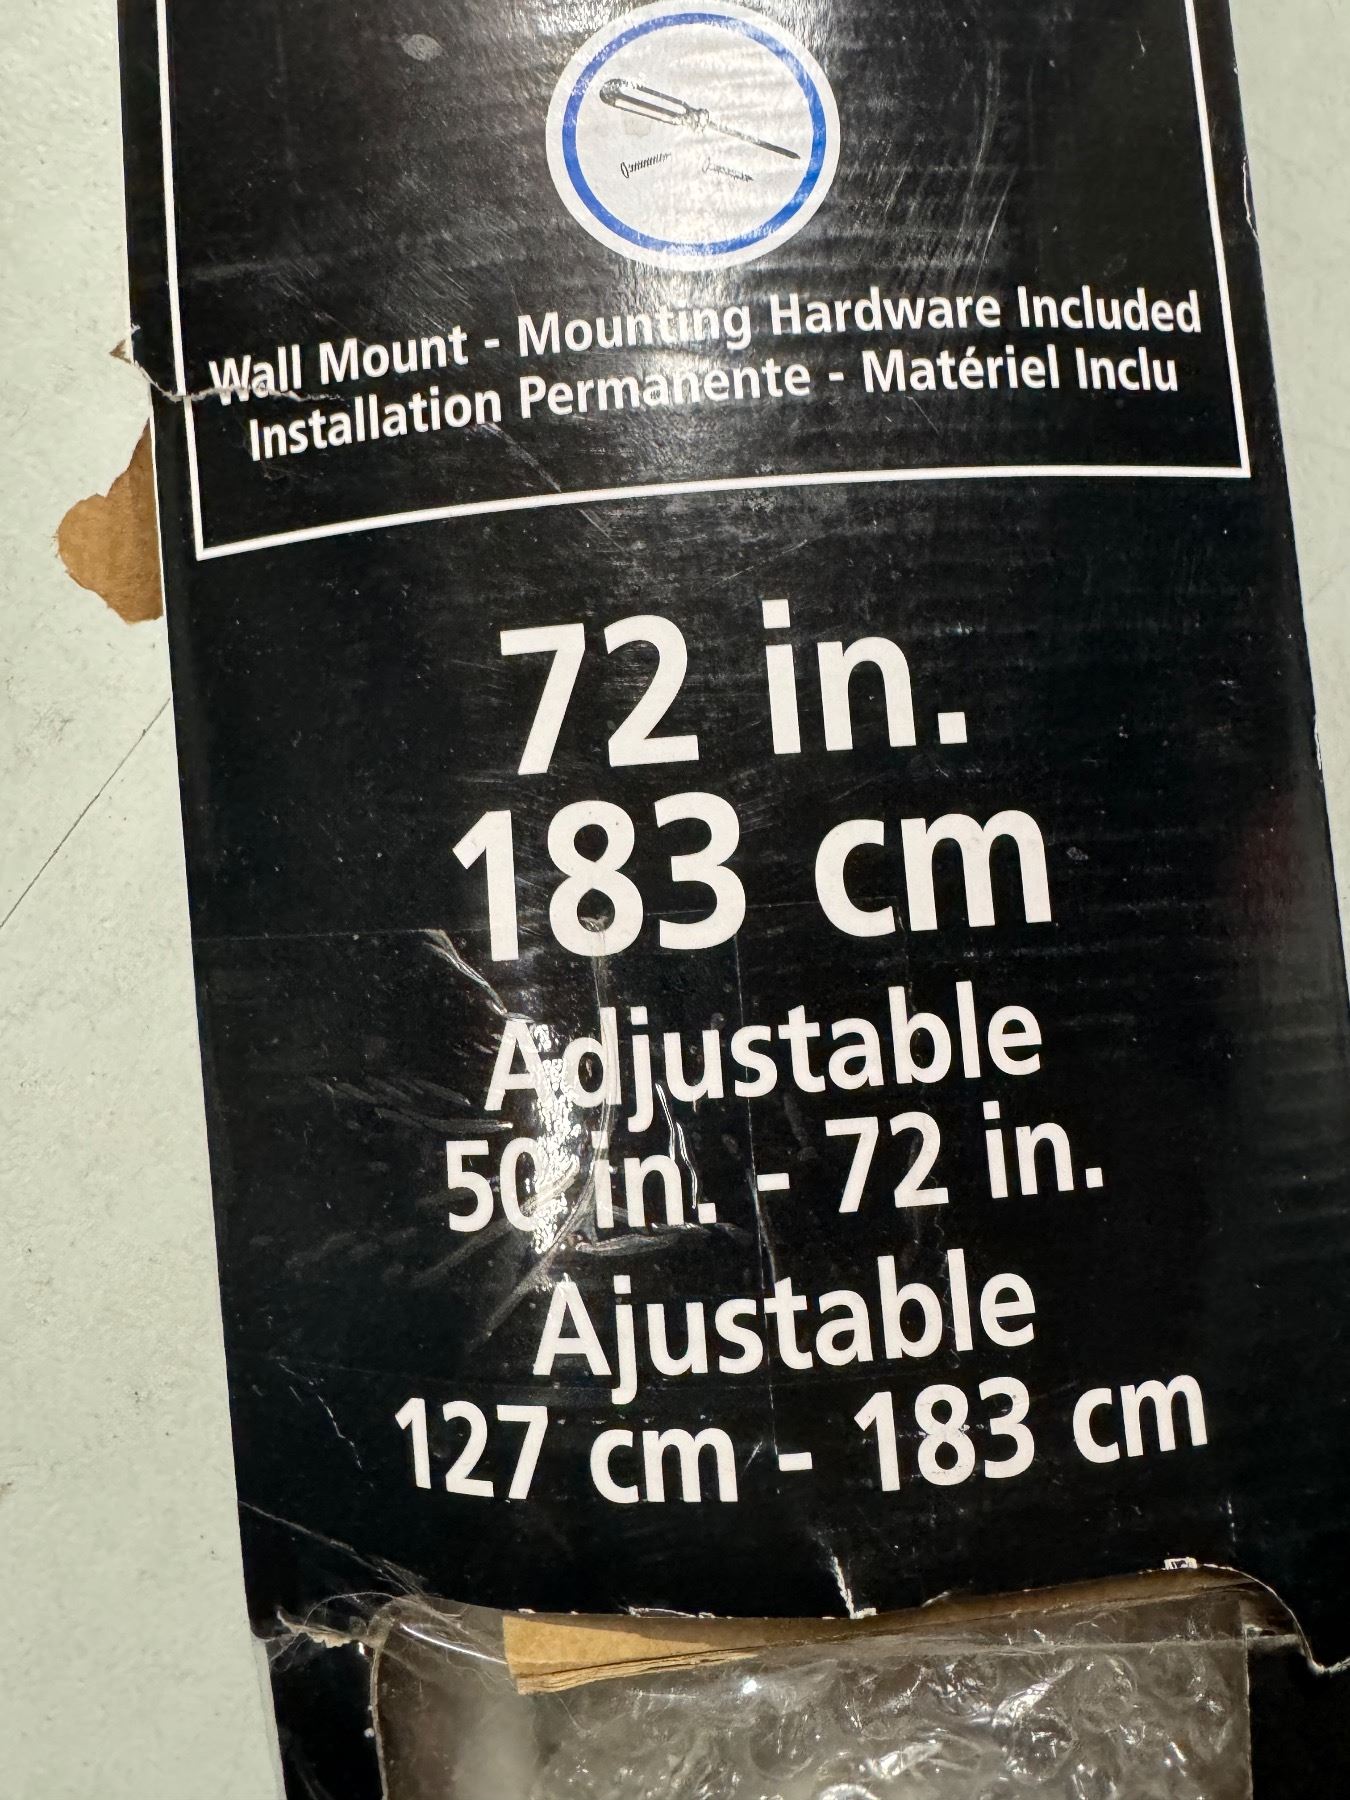 Wall Mount - Mounting Hardware Included
Installation Permanente - Matériel Inclu
72 in.
183 cm
Adjustable
50 in. - 72 in.
Ajustable
127 cm - 183 cm